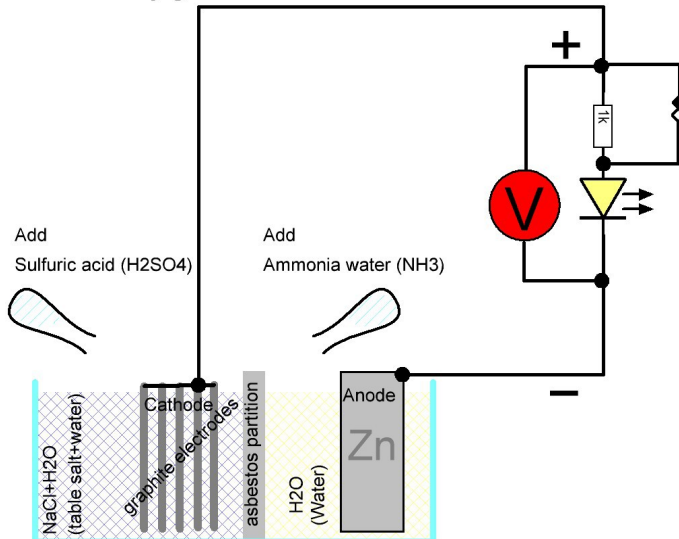 +
1k
V
Add
Sulfuric acid (H2SO4)
Add
Ammonia water (NH3)
Cathode
graphite electrodes
NaCl+H2O
(table salt+water)
asbestos partition
H2O
(Water)
Anode
Zn
−